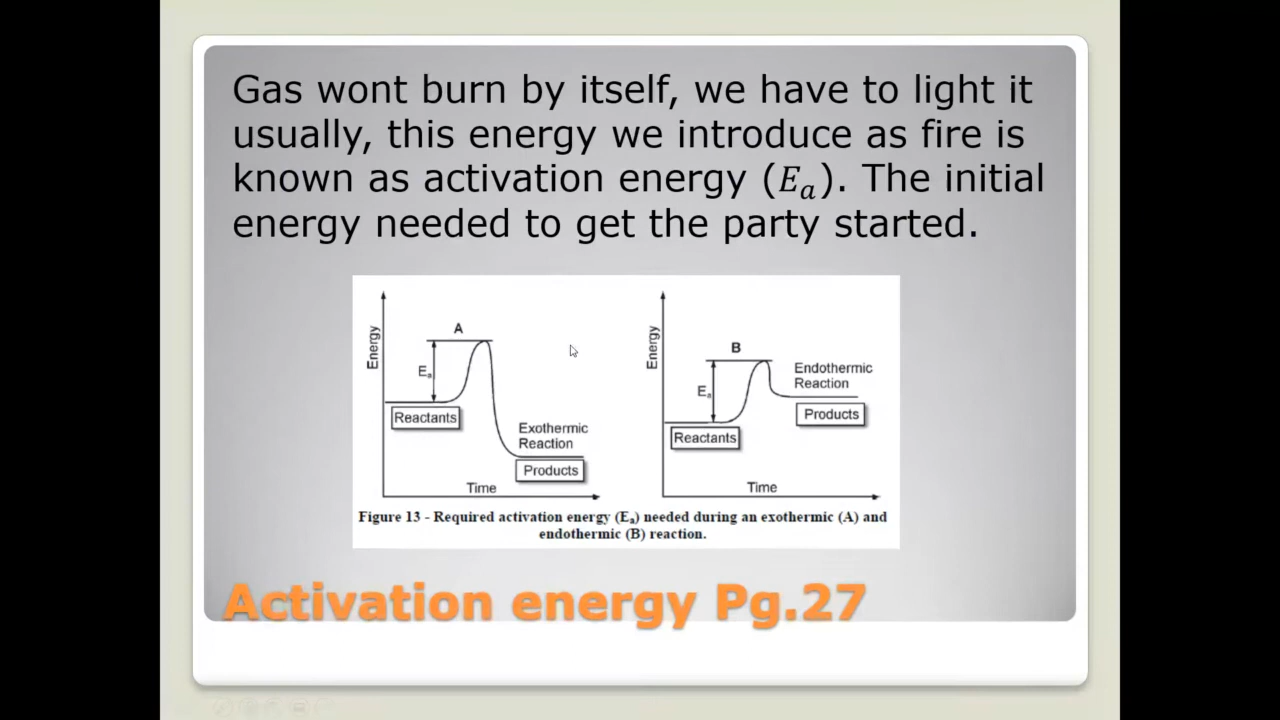 Gas wont burn by itself, we have to light it
usually, this energy we introduce as fire is
known as activation energy (Eₐ). The initial
energy needed to get the party started.
A
Energy
Eₐ
Reactants
Exothermic
Reaction
Products
Time
B
Energy
Eₐ
Endothermic
Reaction
Products
Reactants
Time
Figure 13 - Required activation energy (Eₐ) needed during an exothermic (A) and
endothermic (B) reaction.
Activation energy Pg.27